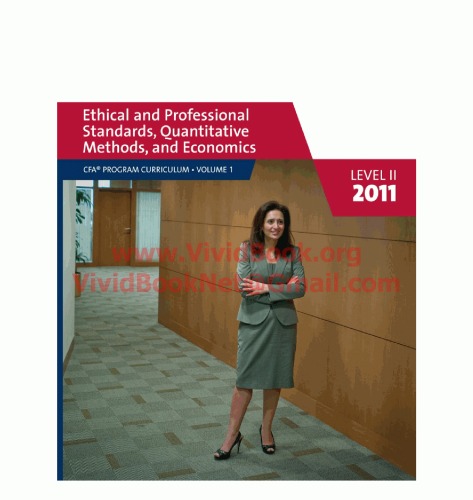 Ethical and Professional
Standards, Quantitative
Methods, and Economics
CFA® PROGRAM CURRICULUM • VOLUME 1
LEVEL II
2011
www.VividBook.org
VividBookNet@Gmail.com